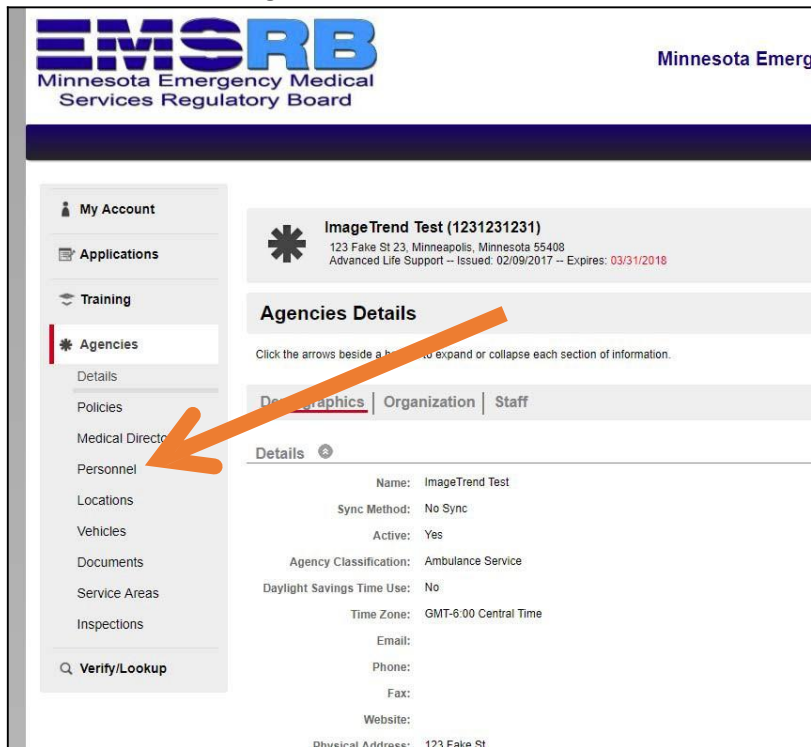 EMSRB
Minnesota Emergency Medical
Services Regulatory Board
Minnesota Emerg
My Account
Applications
Training
Agencies
Details
Policies
Medical Directo
Personnel
Locations
Vehicles
Documents
Service Areas
Inspections
Verify/Lookup
ImageTrend Test (1231231231)
123 Fake St 23, Minneapolis, Minnesota 55408
Advanced Life Support -- Issued: 02/09/2017 -- Expires: 03/31/2018
Agencies Details
Click the arrows beside a to expand or collapse each section of information.
Demographics | Organization | Staff
Details
Name: ImageTrend Test
Sync Method: No Sync
Active: Yes
Agency Classification: Ambulance Service
Daylight Savings Time Use: No
Time Zone: GMT-6:00 Central Time
Email:
Phone:
Fax:
Website:
Physical Address: 123 Fake St